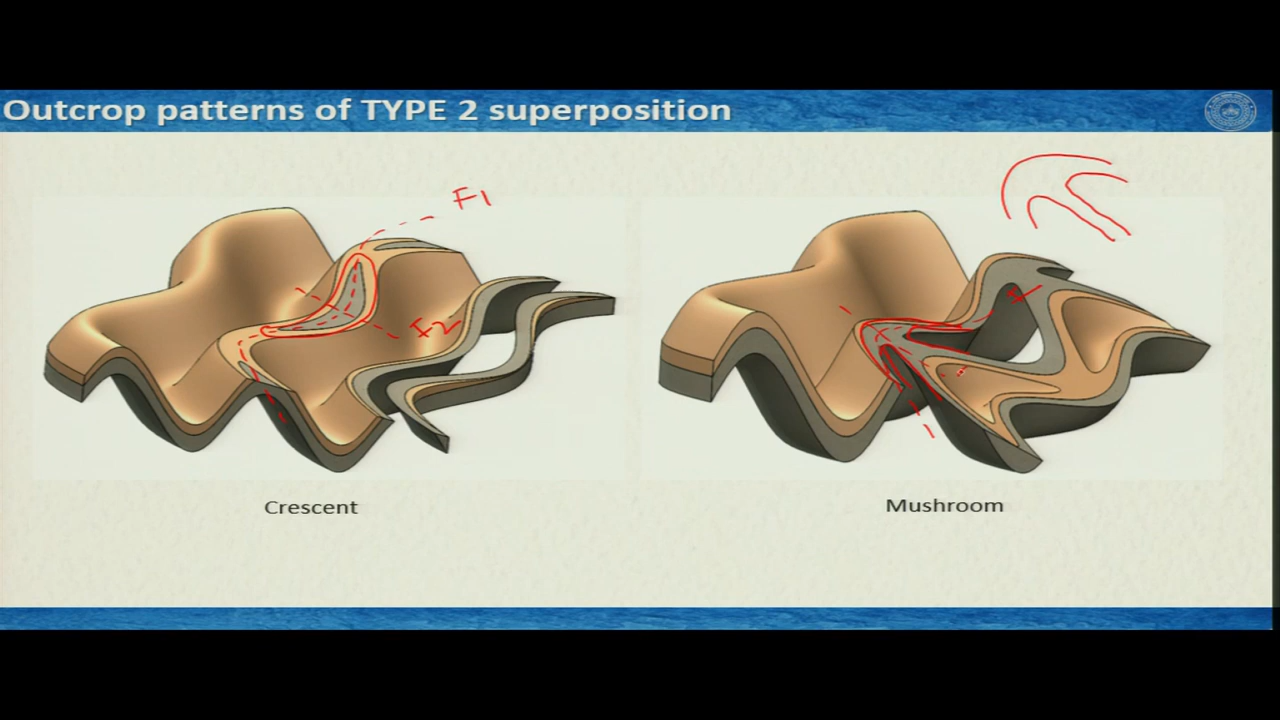 Outcrop patterns of TYPE 2 superposition
F1
F2
Crescent
Mushroom